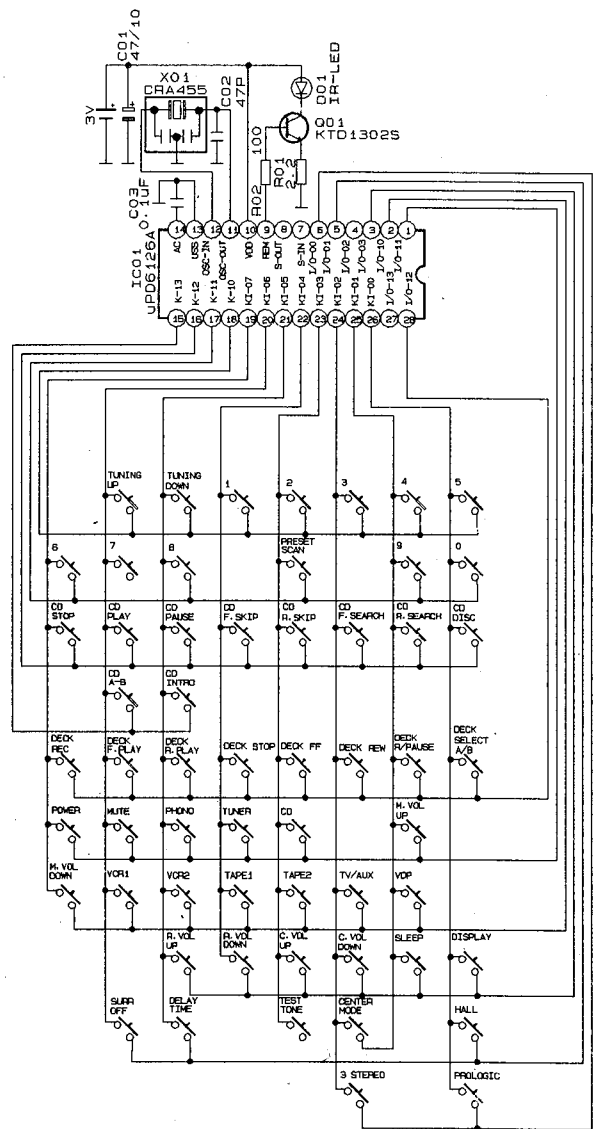 3V
C01
47/10
X01
CRA455
C02
47P
D01
IR-LED
Q01
KTD1302S
R02
100
R01
2.2
C03
0.1uF
IC01
uPD6126A
14
13
12
11
10
9
8
7
6
5
4
3
2
1
AC
USS
OSC-IN
OSC-OUT
VDD
REM
S-OUT
S-IN
I/O-00
I/O-01
I/O-02
I/O-03
I/O-10
I/O-11
K-13
K-12
K-11
K-10
KI-07
KI-06
KI-05
KI-04
KI-03
KI-02
KI-01
KI-00
I/O-13
I/O-12
15
16
17
18
19
20
21
22
23
24
25
26
27
28
TUNING
UP
TUNING
DOWN
1
2
3
4
5
6
7
8
PRESET
SCAN
9
0
CD
STOP
CD
PLAY
CD
PAUSE
CD
F.SKIP
CD
R.SKIP
CD
F.SEARCH
CD
R.SEARCH
CD
DISC
CD
A-B
CD
INTRO
DECK
REC
DECK
F.PLAY
DECK
R.PLAY
DECK STOP
DECK FF
DECK REW
DECK
R/PAUSE
DECK
SELECT
A/B
POWER
MUTE
PHONO
TUNER
CD
M.VOL
UP
M.VOL
DOWN
VCR1
VCR2
TAPE1
TAPE2
TV/AUX
VDP
R.VOL
UP
R.VOL
DOWN
C.VOL
UP
C.VOL
DOWN
SLEEP
DISPLAY
SURR
OFF
DELAY
TIME
TEST
TONE
CENTER
MODE
HALL
3 STEREO
PROLOGIC